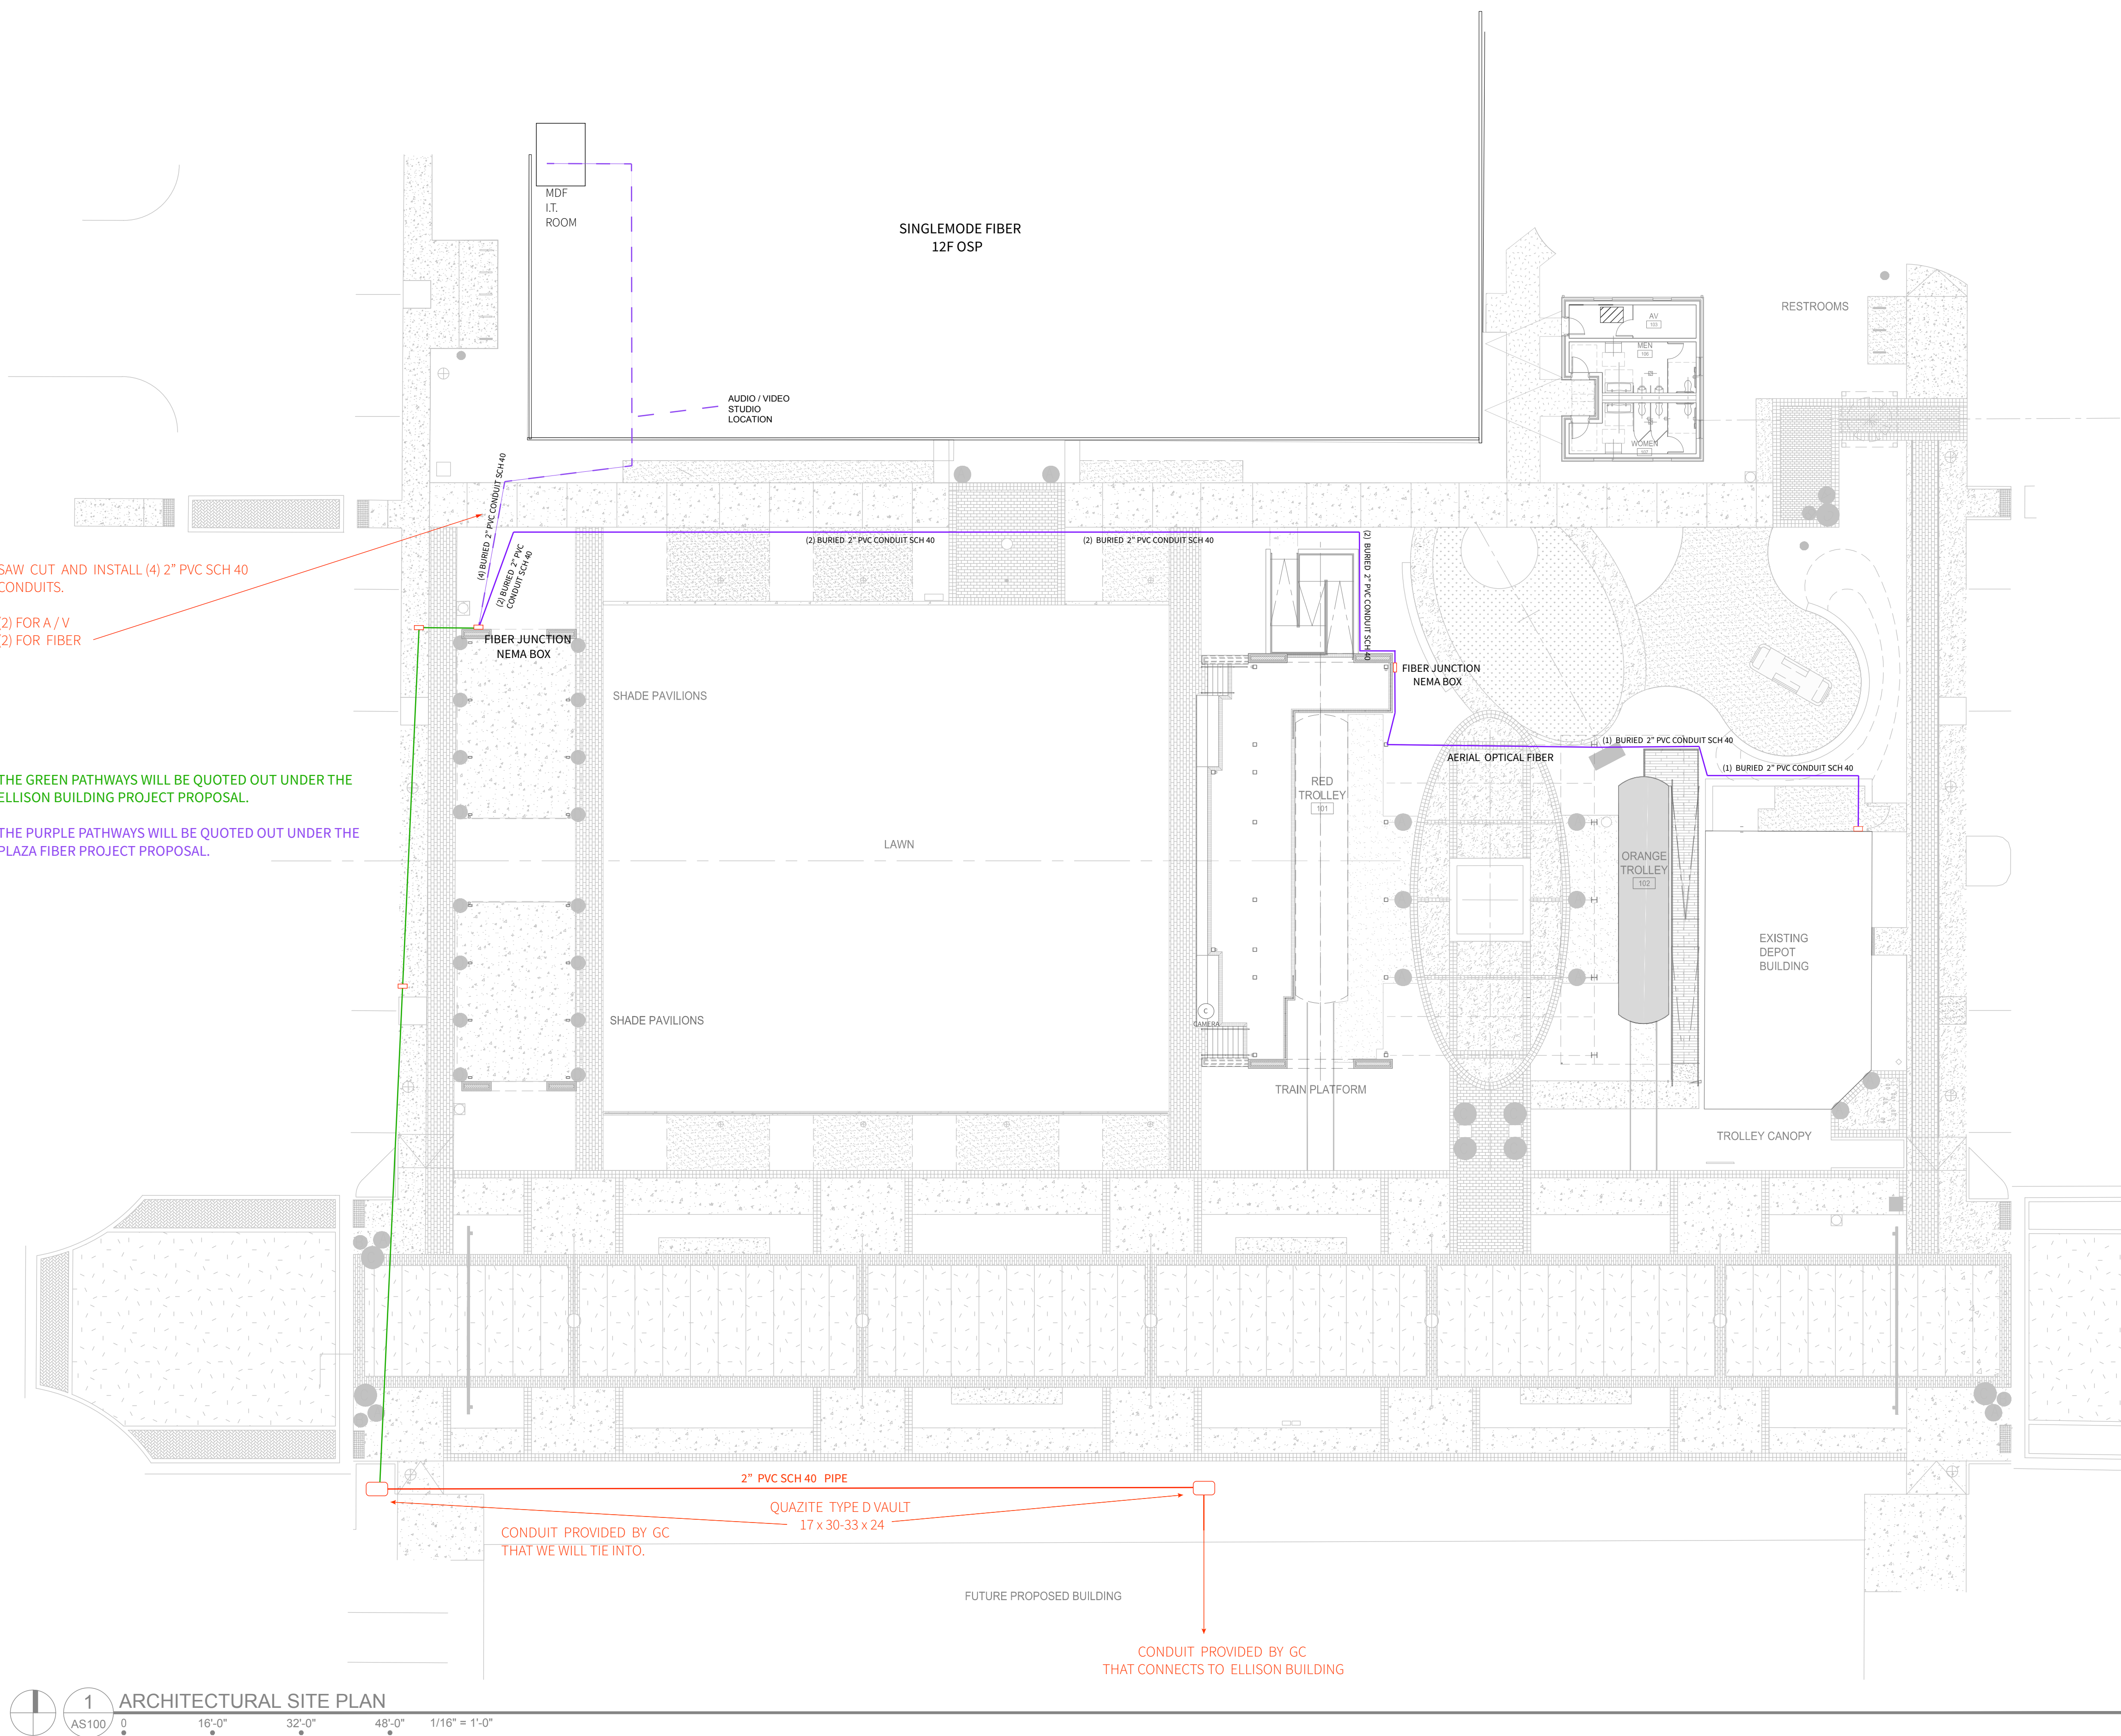 MDF
I.T.
ROOM
SINGLEMODE FIBER
12F OSP
AUDIO / VIDEO
STUDIO
LOCATION
RESTROOMS
AV
103
MEN
WOMEN
(4) BURIED 2" PVC CONDUIT SCH 40
(2) BURIED 2" PVC
CONDUIT SCH 40
(2) BURIED 2" PVC CONDUIT SCH 40
(2) BURIED 2" PVC CONDUIT SCH 40
(2) BURIED 2" PVC CONDUIT SCH 40
SAW CUT AND INSTALL (4) 2" PVC SCH 40
CONDUITS.
(2) FOR A / V
(2) FOR FIBER
FIBER JUNCTION
NEMA BOX
FIBER JUNCTION
NEMA BOX
SHADE PAVILIONS
AERIAL OPTICAL FIBER
(1) BURIED 2" PVC CONDUIT SCH 40
(1) BURIED 2" PVC CONDUIT SCH 40
THE GREEN PATHWAYS WILL BE QUOTED OUT UNDER THE
ELLISON BUILDING PROJECT PROPOSAL.
THE PURPLE PATHWAYS WILL BE QUOTED OUT UNDER THE
PLAZA FIBER PROJECT PROPOSAL.
RED
TROLLEY
101
LAWN
ORANGE
TROLLEY
102
EXISTING
DEPOT
BUILDING
SHADE PAVILIONS
C
CAMERA
TRAIN PLATFORM
TROLLEY CANOPY
2" PVC SCH 40 PIPE
QUAZITE TYPE D VAULT
17 x 30-33 x 24
CONDUIT PROVIDED BY GC
THAT WE WILL TIE INTO.
FUTURE PROPOSED BUILDING
CONDUIT PROVIDED BY GC
THAT CONNECTS TO ELLISON BUILDING
1
AS100
ARCHITECTURAL SITE PLAN
0 16'-0" 32'-0" 48'-0" 1/16" = 1'-0"